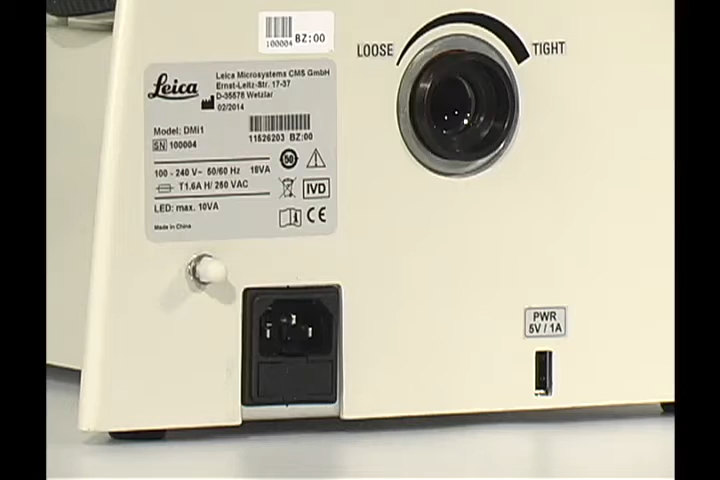 100004 BZ:00
LOOSE TIGHT
Leica
Leica Microsystems CMS GmbH
Ernst-Leitz-Str. 17-37
D-35578 Wetzlar
02/2014
Model: DMi1
SN 100004
11526203 BZ:00
50
100 - 240 V~ 50/60 Hz 18VA
T1.6A H/ 250 VAC
IVD
LED: max. 10VA
CE
Made in China
PWR
5V / 1A